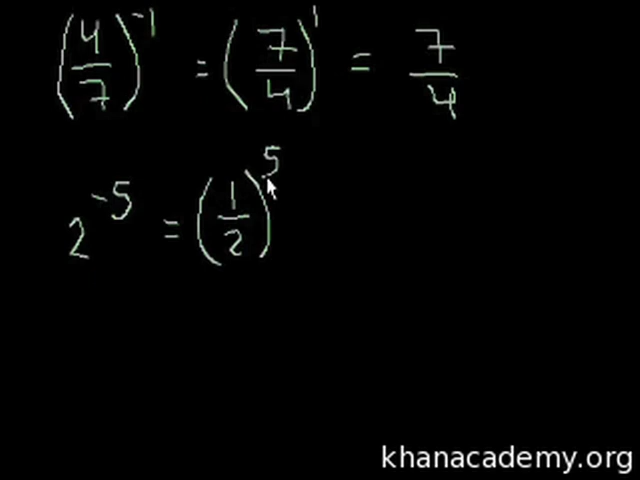 (4/7)^-1 = (7/4)^1 = 7/4
2^-5 = (1/2)^5
khanacademy.org